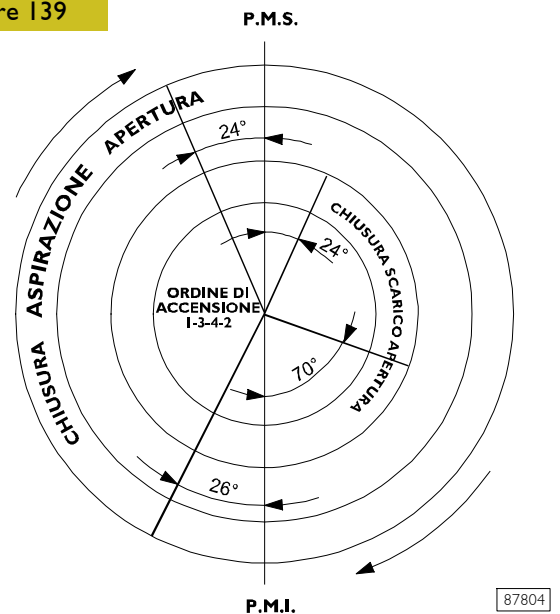 re 139
P.M.S.
ASPIRAZIONE APERTURA
CHIUSURA
24°
CHIUSURA SCARICO APERTURA
24°
ORDINE DI
ACCENSIONE
1-3-4-2
70°
26°
P.M.I.
87804